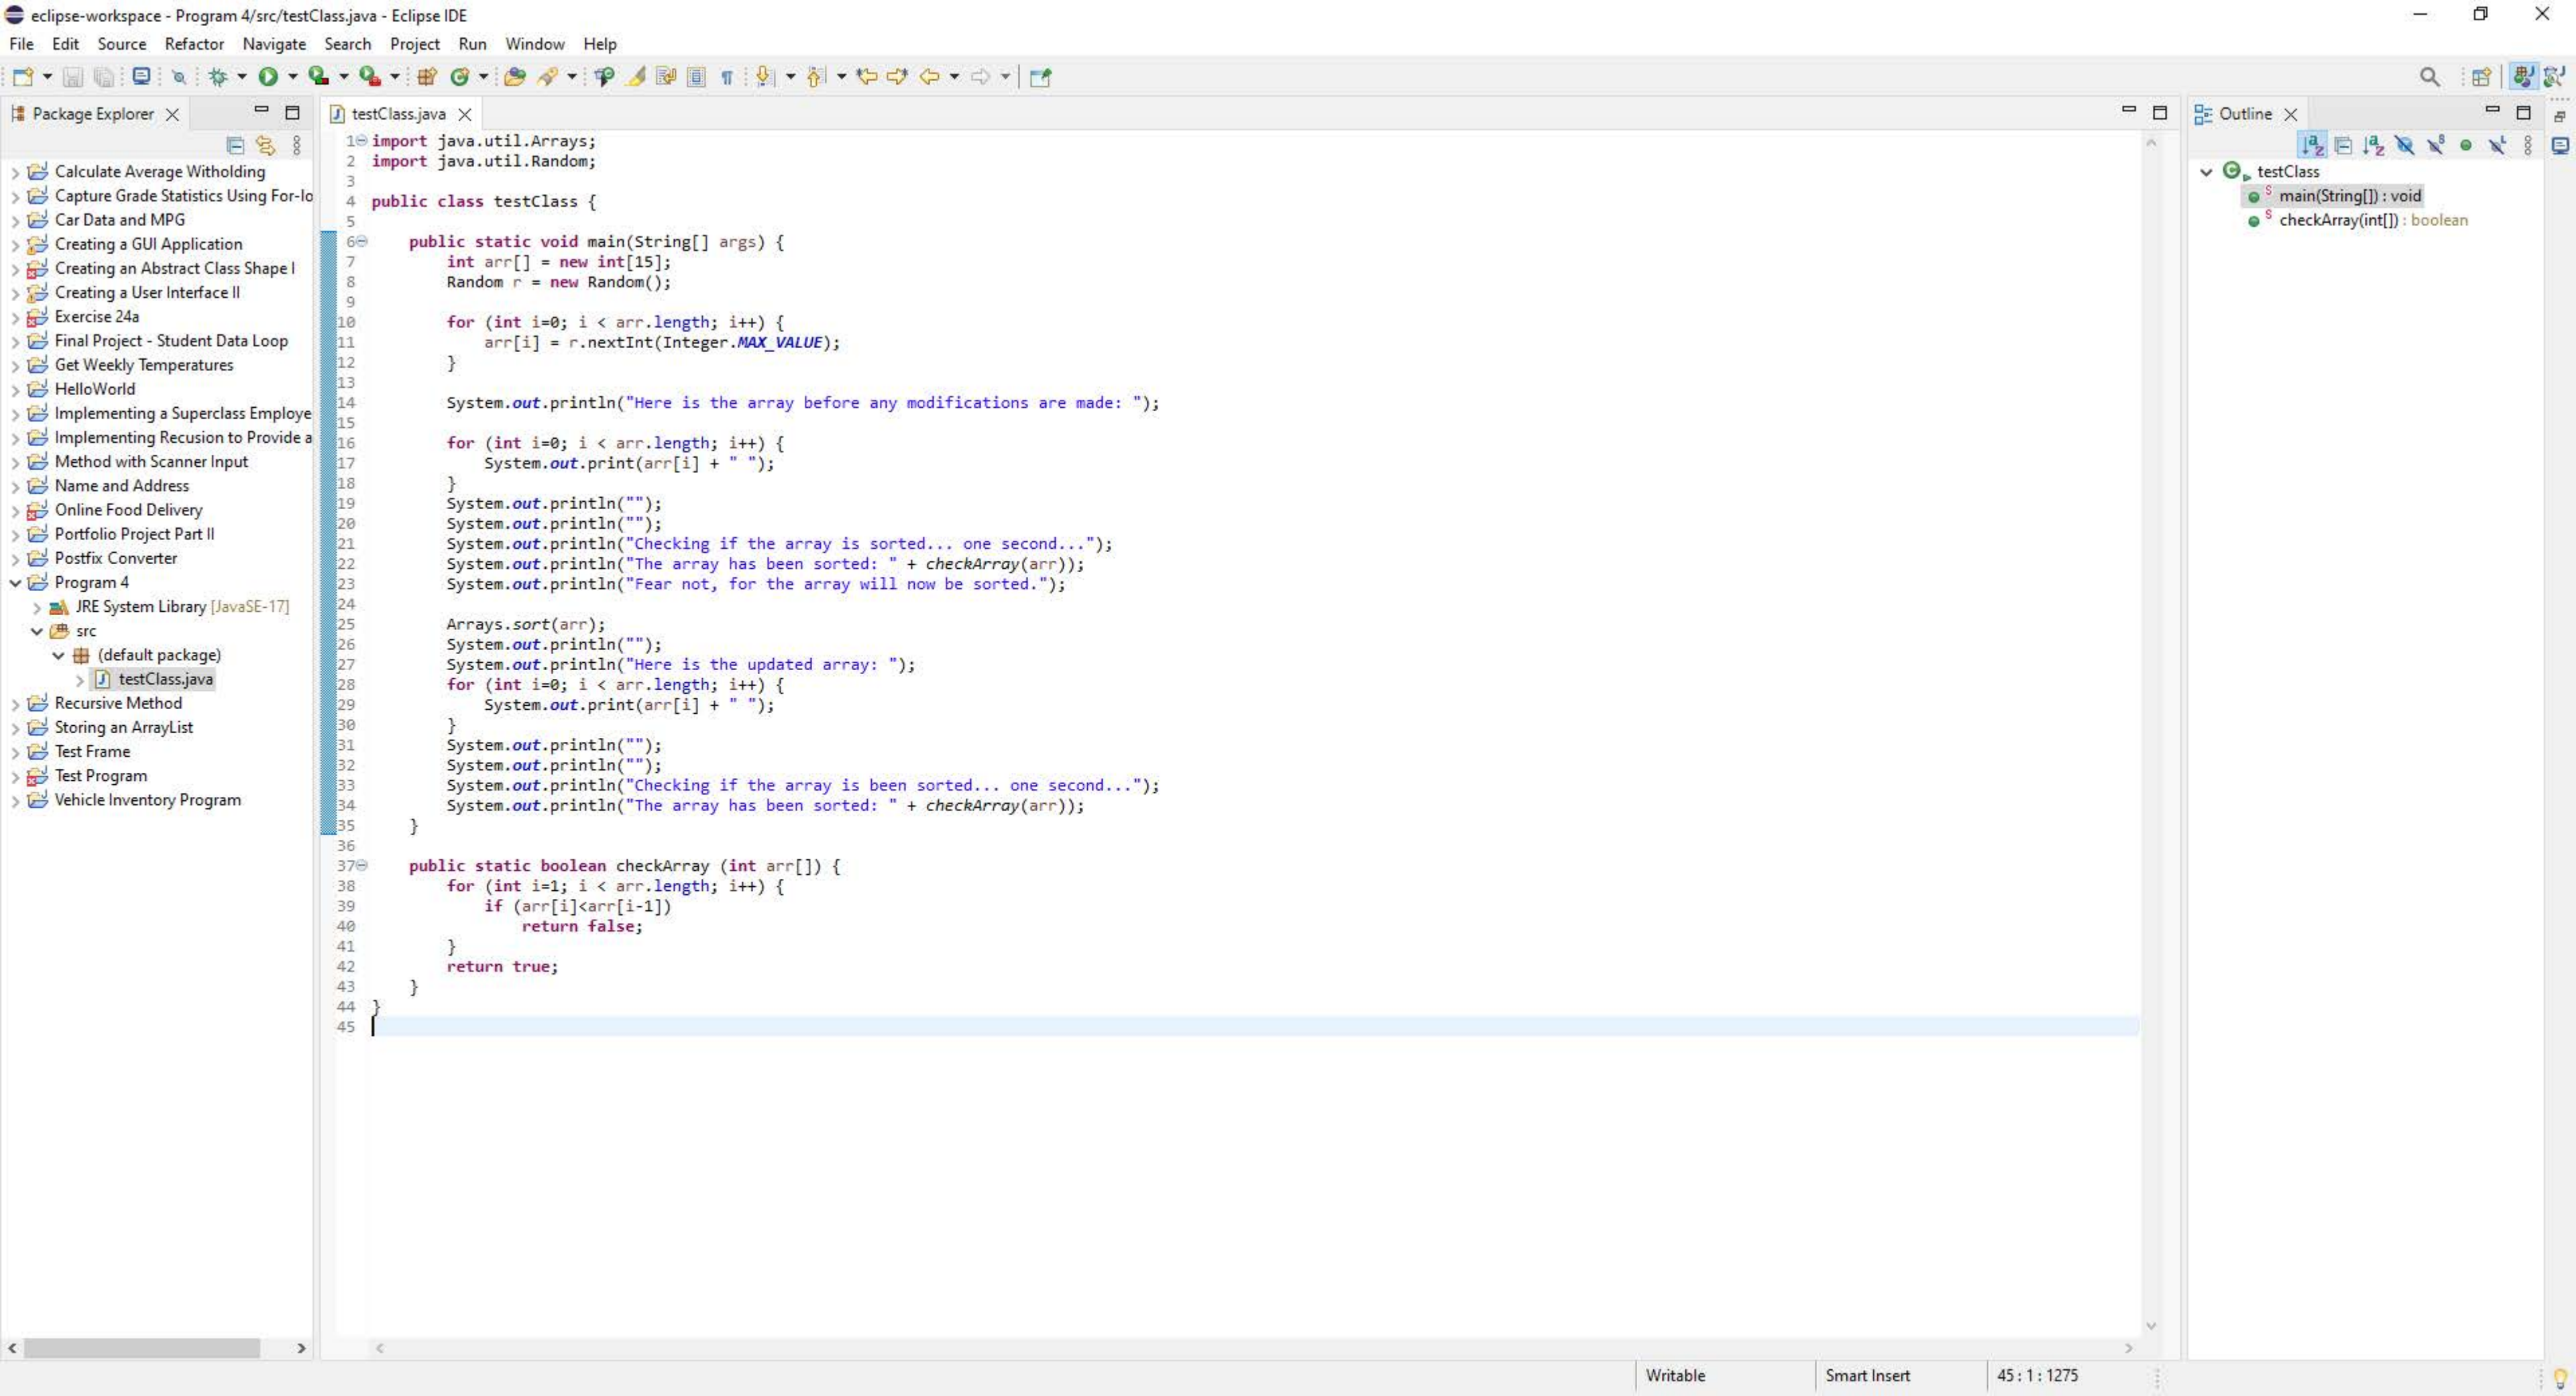 eclipse-workspace - Program 4/src/testClass.java - Eclipse IDE
File Edit Source Refactor Navigate Search Project Run Window Help
Package Explorer
Calculate Average Witholding
Capture Grade Statistics Using For-lo
Car Data and MPG
Creating a GUI Application
Creating an Abstract Class Shape I
Creating a User Interface II
Exercise 24a
Final Project - Student Data Loop
Get Weekly Temperatures
HelloWorld
Implementing a Superclass Employe
Implementing Recusion to Provide a
Method with Scanner Input
Name and Address
Online Food Delivery
Portfolio Project Part II
Postfix Converter
Program 4
JRE System Library [JavaSE-17]
src
(default package)
testClass.java
Recursive Method
Storing an ArrayList
Test Frame
Test Program
Vehicle Inventory Program
testClass.java
1 import java.util.Arrays;
2 import java.util.Random;
3
4 public class testClass {
5
6 public static void main(String[] args) {
7 int arr[] = new int[15];
8 Random r = new Random();
9
10 for (int i=0; i < arr.length; i++) {
11 arr[i] = r.nextInt(Integer.MAX_VALUE);
12 }
13
14 System.out.println("Here is the array before any modifications are made: ");
15
16 for (int i=0; i < arr.length; i++) {
17 System.out.print(arr[i] + " ");
18 }
19 System.out.println("");
20 System.out.println("");
21 System.out.println("Checking if the array is sorted... one second...");
22 System.out.println("The array has been sorted: " + checkArray(arr));
23 System.out.println("Fear not, for the array will now be sorted.");
24
25 Arrays.sort(arr);
26 System.out.println("");
27 System.out.println("Here is the updated array: ");
28 for (int i=0; i < arr.length; i++) {
29 System.out.print(arr[i] + " ");
30 }
31 System.out.println("");
32 System.out.println("");
33 System.out.println("Checking if the array is been sorted... one second...");
34 System.out.println("The array has been sorted: " + checkArray(arr));
35 }
36
37 public static boolean checkArray (int arr[]) {
38 for (int i=1; i < arr.length; i++) {
39 if (arr[i]<arr[i-1])
40 return false;
41 }
42 return true;
43 }
44 }
45
Outline
testClass
main(String[]) : void
checkArray(int[]) : boolean
Writable Smart Insert 45 : 1 : 1275